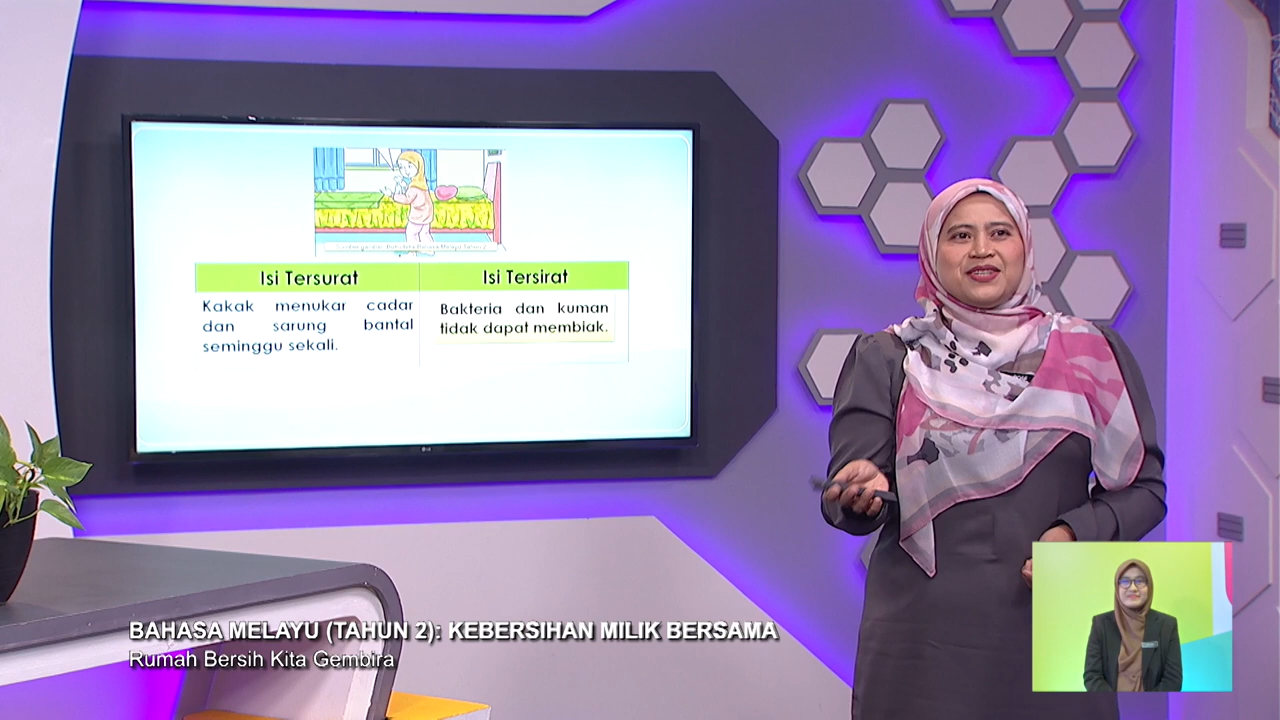 Isi Tersurat
Isi Tersirat
Kakak menukar cadar
dan sarung bantal
seminggu sekali.
Bakteria dan kuman
tidak dapat membiak.
LG
BAHASA MELAYU (TAHUN 2): KEBERSIHAN MILIK BERSAMA
Rumah Bersih Kita Gembira